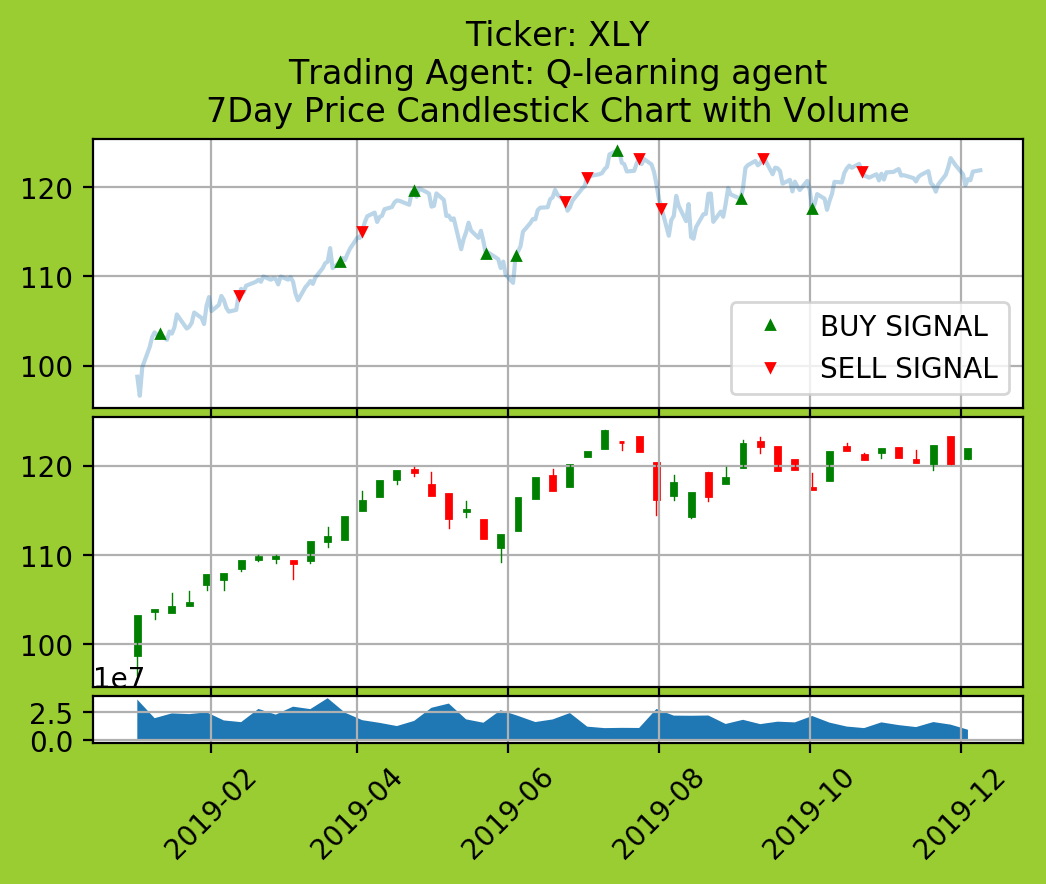 Ticker: XLY
Trading Agent: Q-learning agent
7Day Price Candlestick Chart with Volume
120
110
100
BUY SIGNAL
SELL SIGNAL
120
110
100
1e7
2.5
0.0
2019-02
2019-04
2019-06
2019-08
2019-10
2019-12